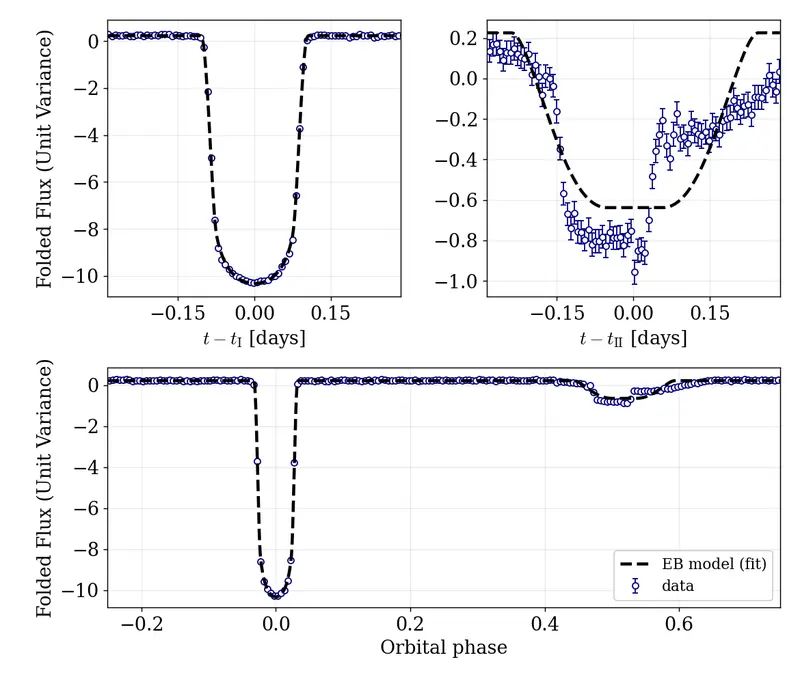 Folded Flux (Unit Variance)
0
−2
−4
−6
−8
−10
−0.15 0.00 0.15
t − t_I [days]
0.2
0.0
−0.2
−0.4
−0.6
−0.8
−1.0
−0.15 0.00 0.15
t − t_II [days]
Folded Flux (Unit Variance)
0
−2
−4
−6
−8
−10
EB model (fit)
data
−0.2 0.0 0.2 0.4 0.6
Orbital phase